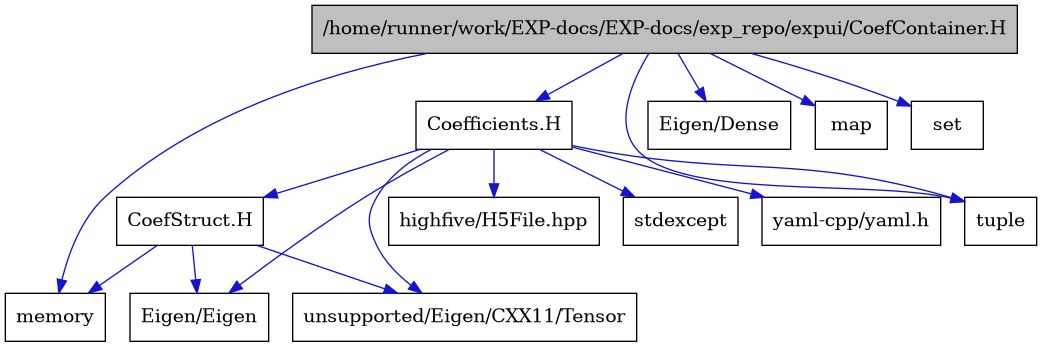 /home/runner/work/EXP-docs/EXP-docs/exp_repo/expui/CoefContainer.H
Coefficients.H
Eigen/Dense
map
set
CoefStruct.H
highfive/H5File.hpp
stdexcept
yaml-cpp/yaml.h
tuple
memory
Eigen/Eigen
unsupported/Eigen/CXX11/Tensor